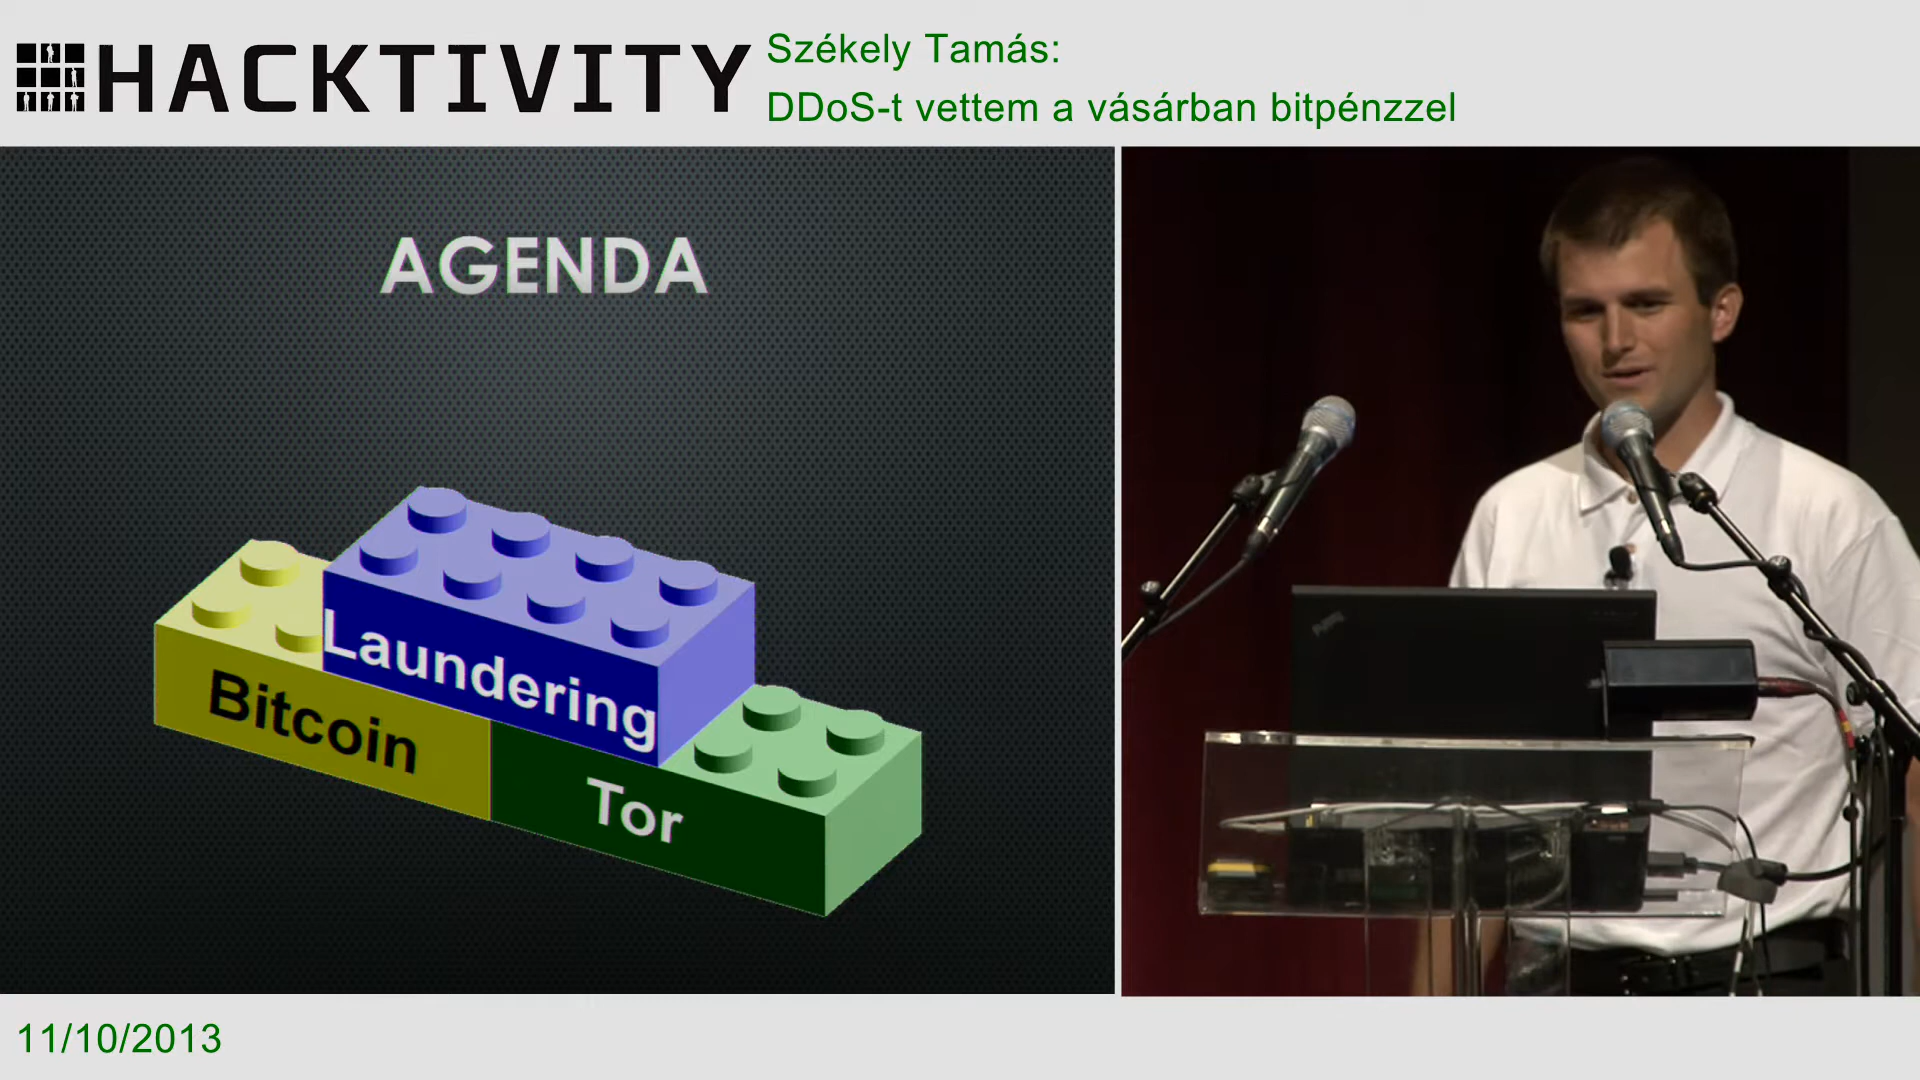 HACKTIVITY
Székely Tamás:
DDoS-t vettem a vásárban bitpénzzel
AGENDA
Laundering
Bitcoin
Tor
11/10/2013